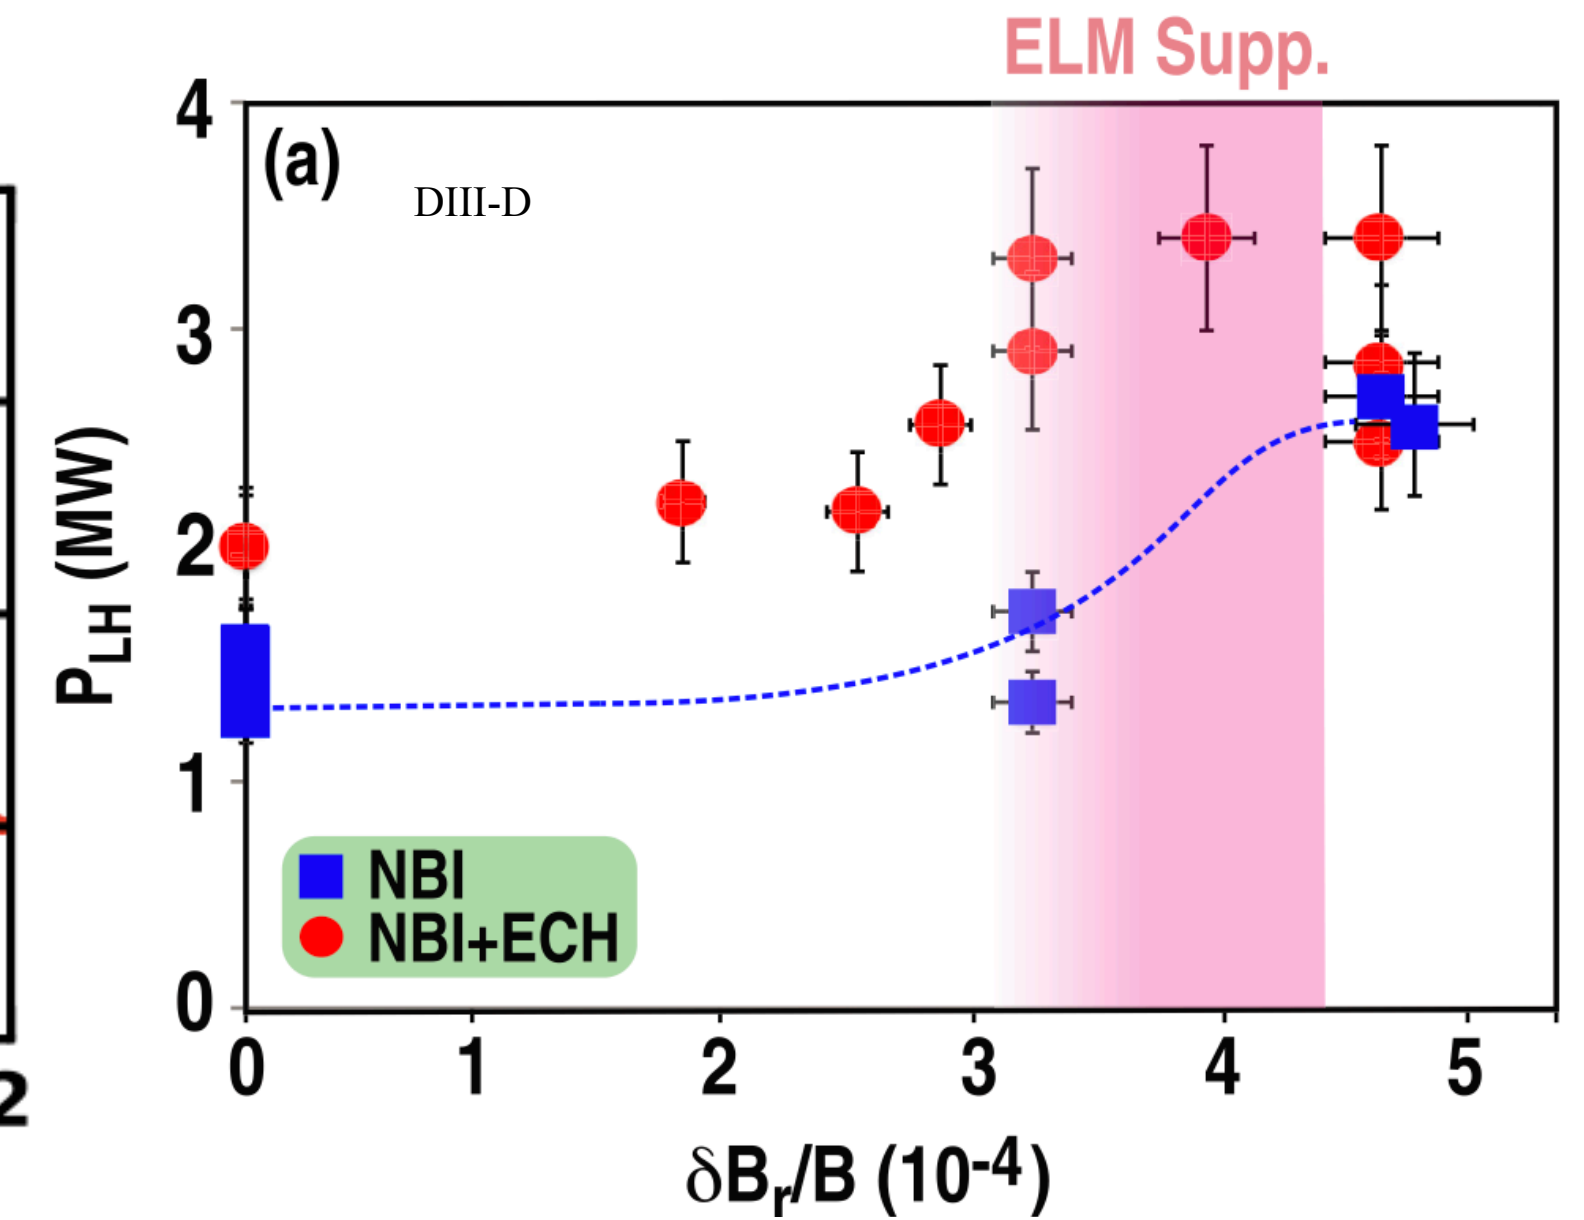 ELM Supp.
4
(a)
DIII-D
3
2
1
0
P_LH (MW)
NBI
NBI+ECH
0 1 2 3 4 5
δB_r/B (10^-4)
2